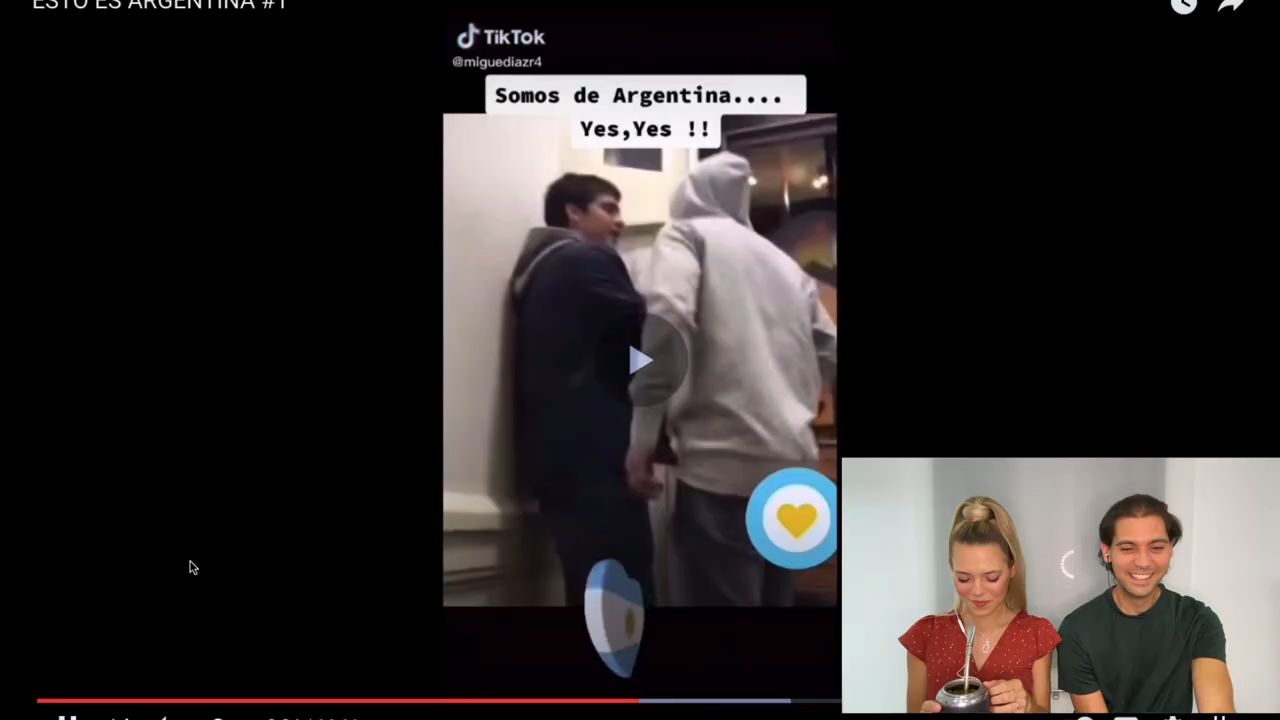 ESTO ES ARGENTINA #1
TikTok
@miguediazr4
Somos de Argentina....
Yes,Yes !!